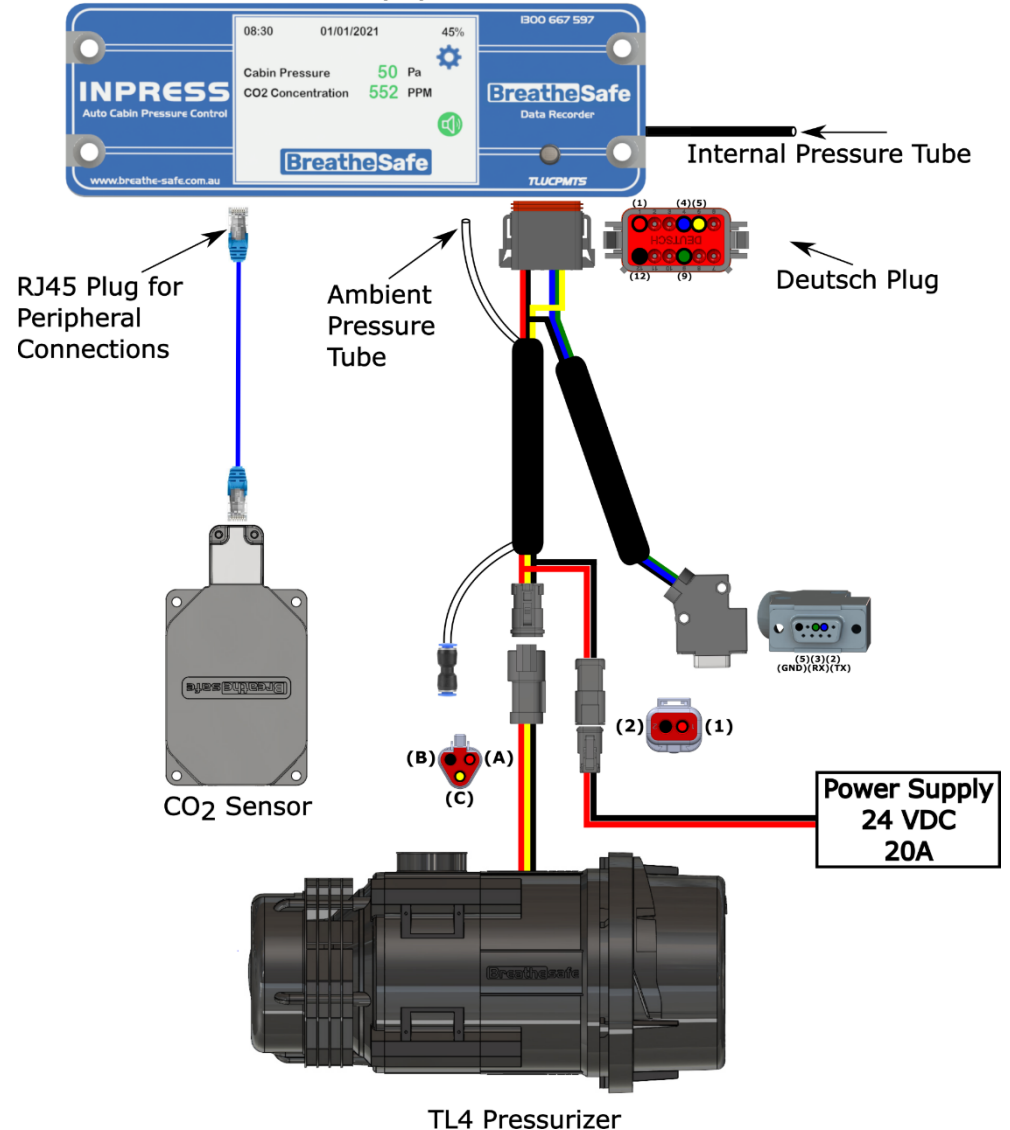 1300 667 597
08:30 01/01/2021 45%
Cabin Pressure 50 Pa
CO2 Concentration 552 PPM
INPRESS
Auto Cabin Pressure Control
BreatheSafe
Data Recorder
BreatheSafe
www.breathe-safe.com.au
TLUCPMTS
Internal Pressure Tube
(1) (4)(5)
DEUTSCH
(12) (9)
Deutsch Plug
RJ45 Plug for
Peripheral
Connections
Ambient
Pressure
Tube
(5)(3)(2)
(GND)(RX)(TX)
Breathesafe
CO2 Sensor
(B) (A)
(C)
(2) (1)
Power Supply
24 VDC
20A
Breathesafe
TL4 Pressurizer